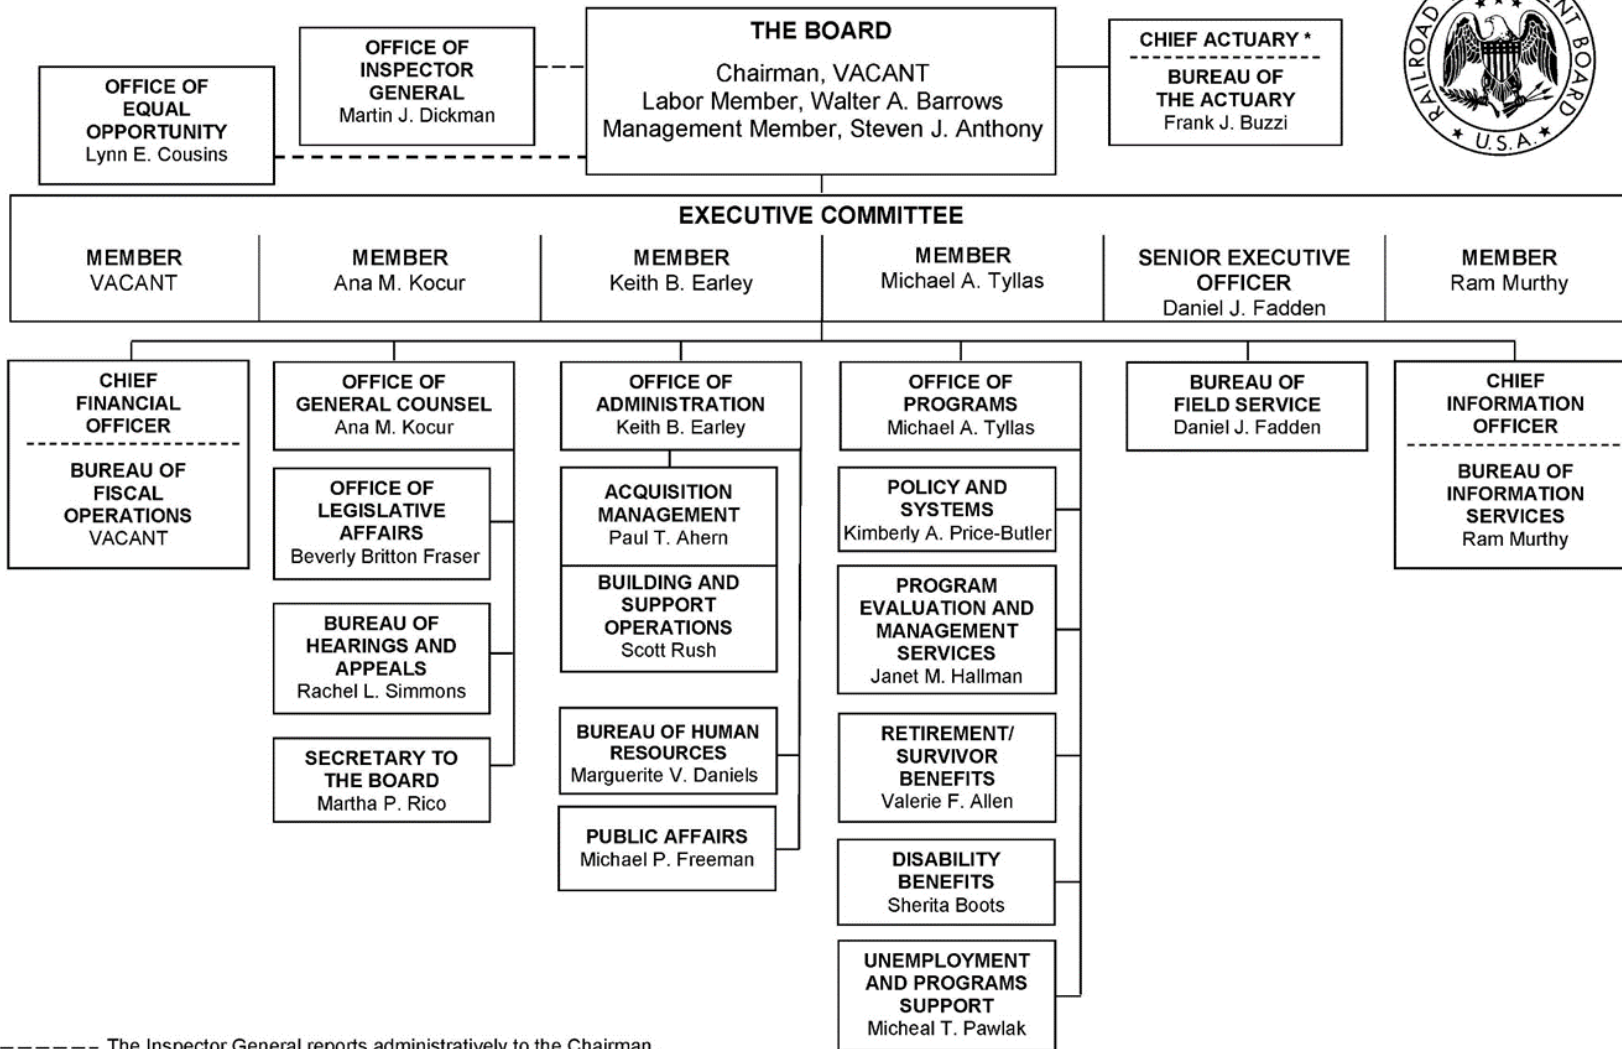 THE BOARD
Chairman, VACANT
Labor Member, Walter A. Barrows
Management Member, Steven J. Anthony
OFFICE OF
INSPECTOR
GENERAL
Martin J. Dickman
OFFICE OF
EQUAL
OPPORTUNITY
Lynn E. Cousins
CHIEF ACTUARY *
BUREAU OF
THE ACTUARY
Frank J. Buzzi
RAILROAD
BOARD
U.S.A.
EXECUTIVE COMMITTEE
MEMBER
VACANT
MEMBER
Ana M. Kocur
MEMBER
Keith B. Earley
MEMBER
Michael A. Tyllas
SENIOR EXECUTIVE
OFFICER
Daniel J. Fadden
MEMBER
Ram Murthy
CHIEF
FINANCIAL
OFFICER
BUREAU OF
FISCAL
OPERATIONS
VACANT
OFFICE OF
GENERAL COUNSEL
Ana M. Kocur
OFFICE OF
LEGISLATIVE
AFFAIRS
Beverly Britton Fraser
BUREAU OF
HEARINGS AND
APPEALS
Rachel L. Simmons
SECRETARY TO
THE BOARD
Martha P. Rico
OFFICE OF
ADMINISTRATION
Keith B. Earley
ACQUISITION
MANAGEMENT
Paul T. Ahern
BUILDING AND
SUPPORT
OPERATIONS
Scott Rush
BUREAU OF HUMAN
RESOURCES
Marguerite V. Daniels
PUBLIC AFFAIRS
Michael P. Freeman
OFFICE OF
PROGRAMS
Michael A. Tyllas
POLICY AND
SYSTEMS
Kimberly A. Price-Butler
PROGRAM
EVALUATION AND
MANAGEMENT
SERVICES
Janet M. Hallman
RETIREMENT/
SURVIVOR
BENEFITS
Valerie F. Allen
DISABILITY
BENEFITS
Sherita Boots
UNEMPLOYMENT
AND PROGRAMS
SUPPORT
Micheal T. Pawlak
BUREAU OF
FIELD SERVICE
Daniel J. Fadden
CHIEF
INFORMATION
OFFICER
BUREAU OF
INFORMATION
SERVICES
Ram Murthy
The Inspector General reports administratively to the Chairman